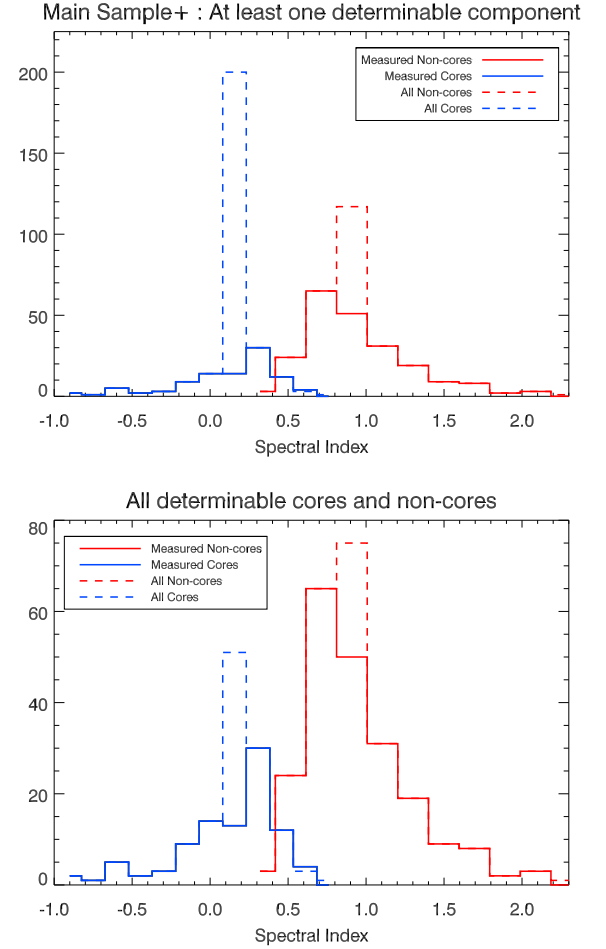 Main Sample+ : At least one determinable component
200
150
100
50
0
Measured Non-cores
Measured Cores
All Non-cores
All Cores
-1.0 -0.5 0.0 0.5 1.0 1.5 2.0
Spectral Index
All determinable cores and non-cores
80
60
40
20
0
Measured Non-cores
Measured Cores
All Non-cores
All Cores
-1.0 -0.5 0.0 0.5 1.0 1.5 2.0
Spectral Index